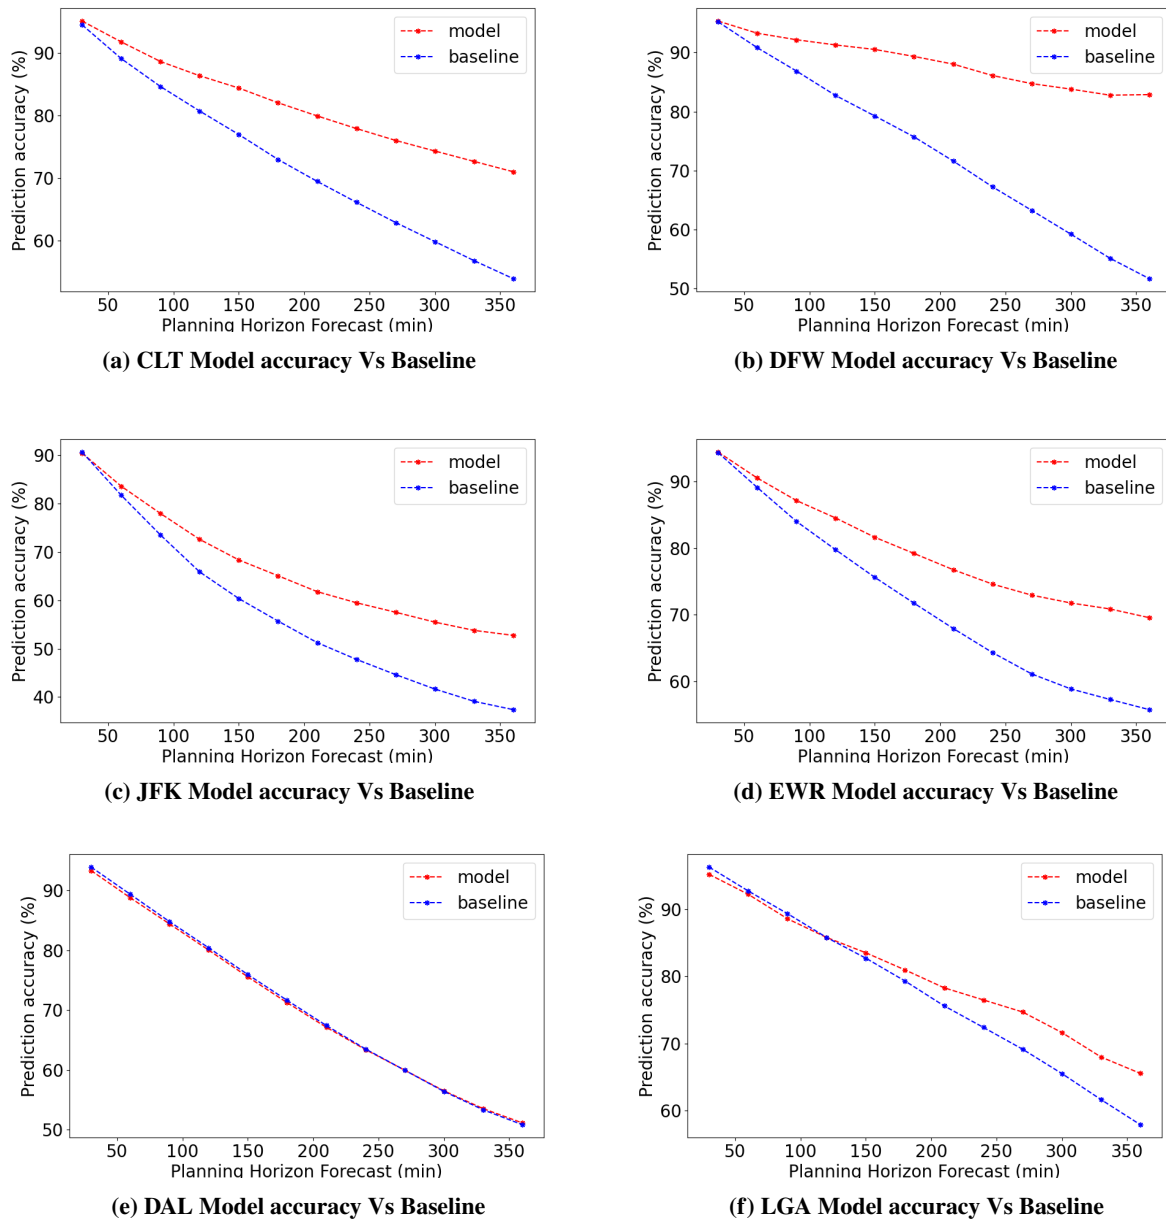 90
80
70
60
Prediction accuracy (%)
model
baseline
50 100 150 200 250 300 350
Planning Horizon Forecast (min)
(a) CLT Model accuracy Vs Baseline
90
80
70
60
50
Prediction accuracy (%)
model
baseline
50 100 150 200 250 300 350
Planning Horizon Forecast (min)
(b) DFW Model accuracy Vs Baseline
90
80
70
60
50
40
Prediction accuracy (%)
model
baseline
50 100 150 200 250 300 350
Planning Horizon Forecast (min)
(c) JFK Model accuracy Vs Baseline
90
80
70
60
Prediction accuracy (%)
model
baseline
50 100 150 200 250 300 350
Planning Horizon Forecast (min)
(d) EWR Model accuracy Vs Baseline
90
80
70
60
50
Prediction accuracy (%)
model
baseline
50 100 150 200 250 300 350
Planning Horizon Forecast (min)
(e) DAL Model accuracy Vs Baseline
90
80
70
60
Prediction accuracy (%)
model
baseline
50 100 150 200 250 300 350
Planning Horizon Forecast (min)
(f) LGA Model accuracy Vs Baseline